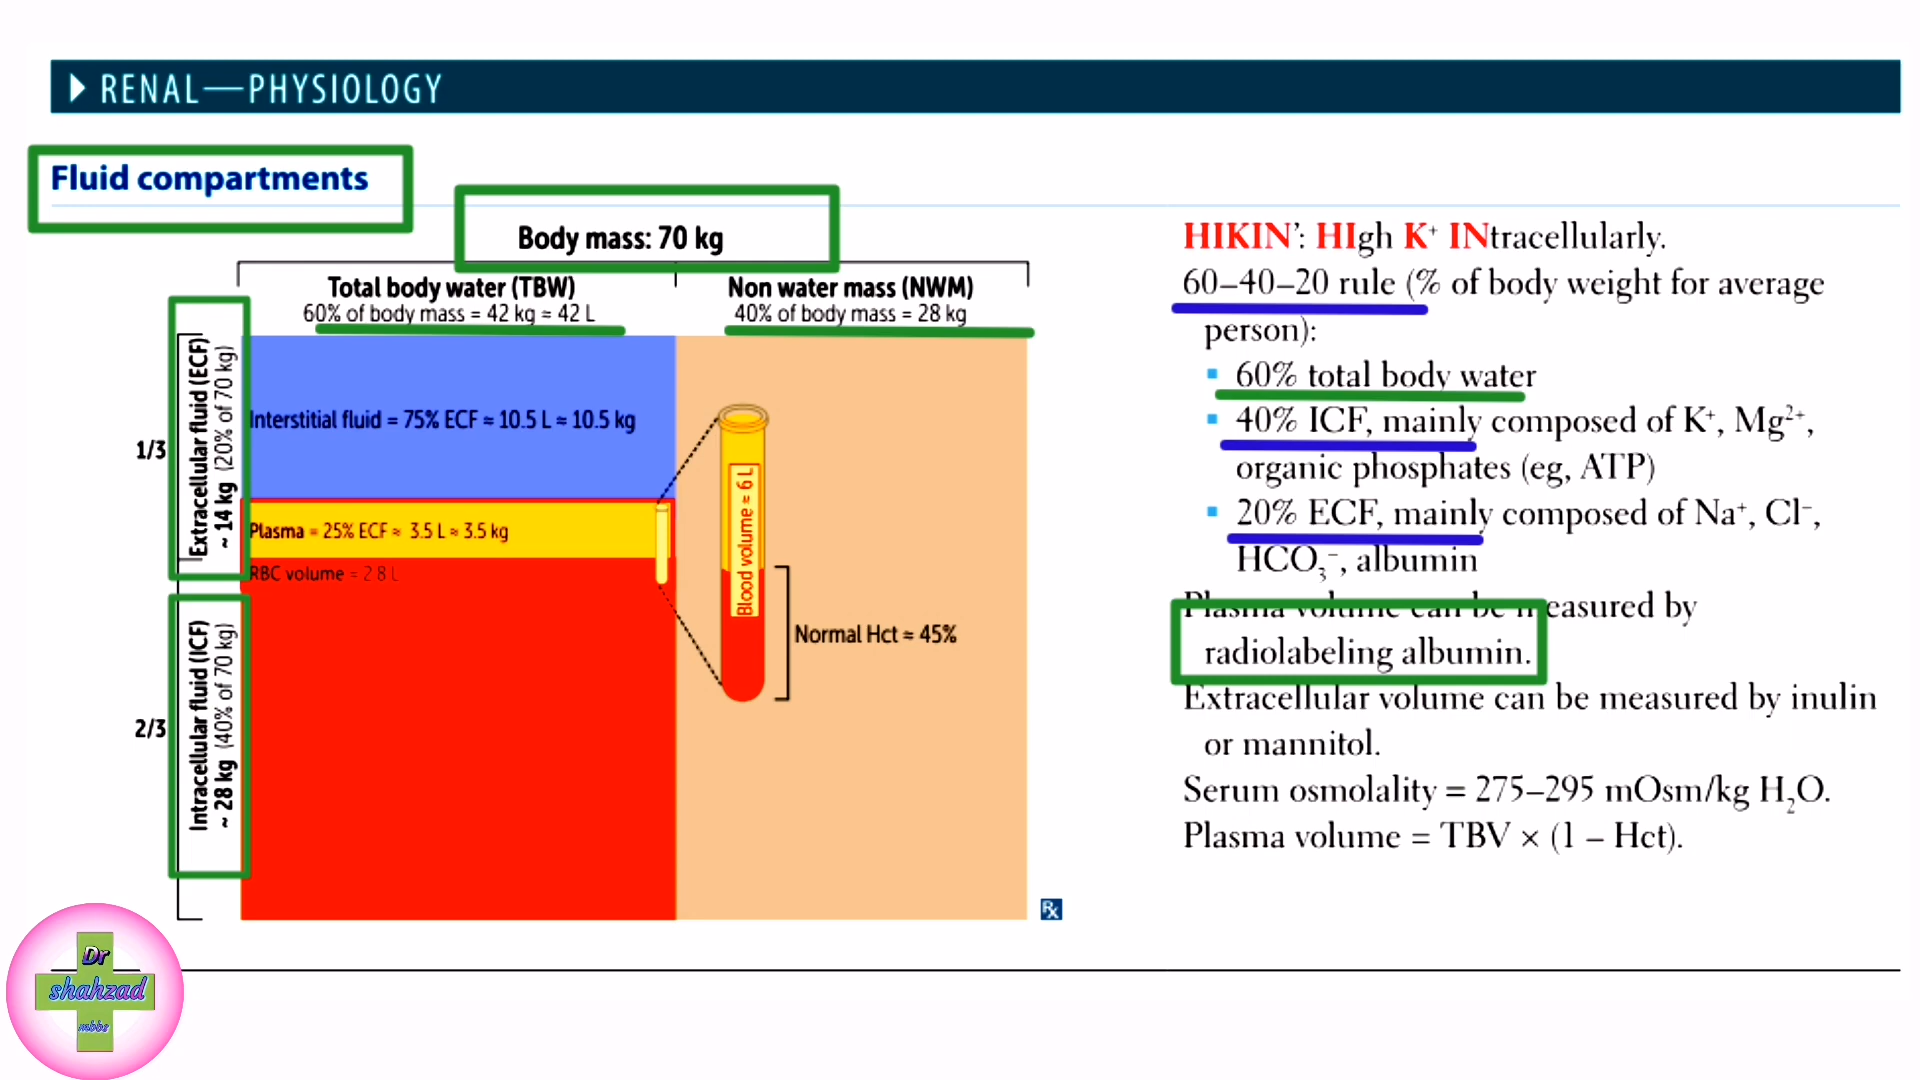 RENAL—PHYSIOLOGY
Fluid compartments
Body mass: 70 kg
Total body water (TBW)
60% of body mass = 42 kg ≈ 42 L
Non water mass (NWM)
40% of body mass = 28 kg
1/3
Extracellular fluid (ECF)
~ 14 kg (20% of 70 kg)
Interstitial fluid = 75% ECF ≈ 10.5 L ≈ 10.5 kg
Plasma = 25% ECF ≈ 3.5 L ≈ 3.5 kg
RBC volume = 2.8 L
2/3
Intracellular fluid (ICF)
~ 28 kg (40% of 70 kg)
Blood volume ≈ 6 L
Normal Hct ≈ 45%
HIKIN’: HIgh K⁺ INtracellularly.
60–40–20 rule (% of body weight for average
person):
▪ 60% total body water
▪ 40% ICF, mainly composed of K⁺, Mg²⁺,
organic phosphates (eg, ATP)
▪ 20% ECF, mainly composed of Na⁺, Cl⁻,
HCO₃⁻, albumin
Plasma volume can be measured by
radiolabeling albumin.
Extracellular volume can be measured by inulin
or mannitol.
Serum osmolality = 275–295 mOsm/kg H₂O.
Plasma volume = TBV × (1 – Hct).
Rx
Dr
shahzad
mbbs